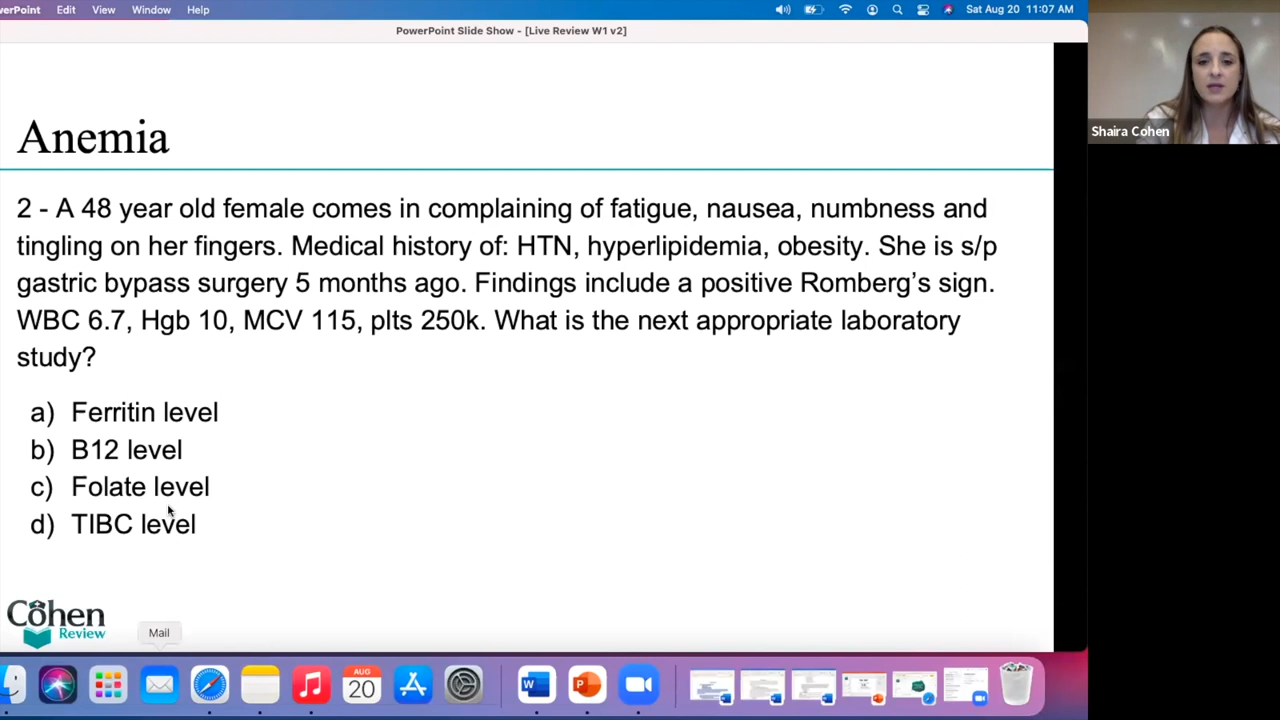 PowerPoint Edit View Window Help Sat Aug 20 11:07 AM
PowerPoint Slide Show - [Live Review W1 v2]
Shaira Cohen
Anemia
2 - A 48 year old female comes in complaining of fatigue, nausea, numbness and
tingling on her fingers. Medical history of: HTN, hyperlipidemia, obesity. She is s/p
gastric bypass surgery 5 months ago. Findings include a positive Romberg’s sign.
WBC 6.7, Hgb 10, MCV 115, plts 250k. What is the next appropriate laboratory
study?
a) Ferritin level
b) B12 level
c) Folate level
d) TIBC level
Cohen
Review
Mail
AUG
20